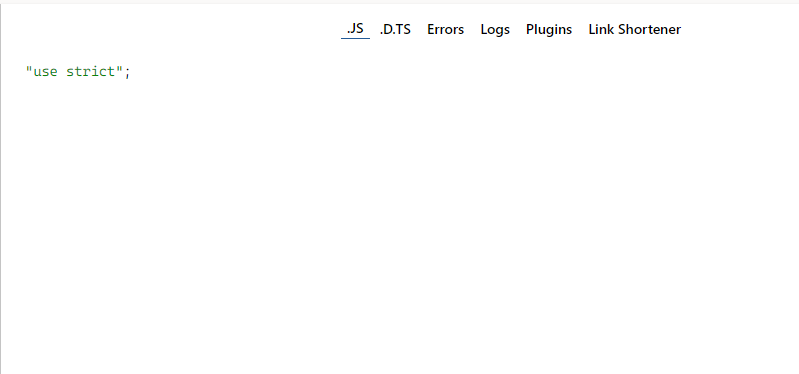 .JS .D.TS Errors Logs Plugins Link Shortener
"use strict";